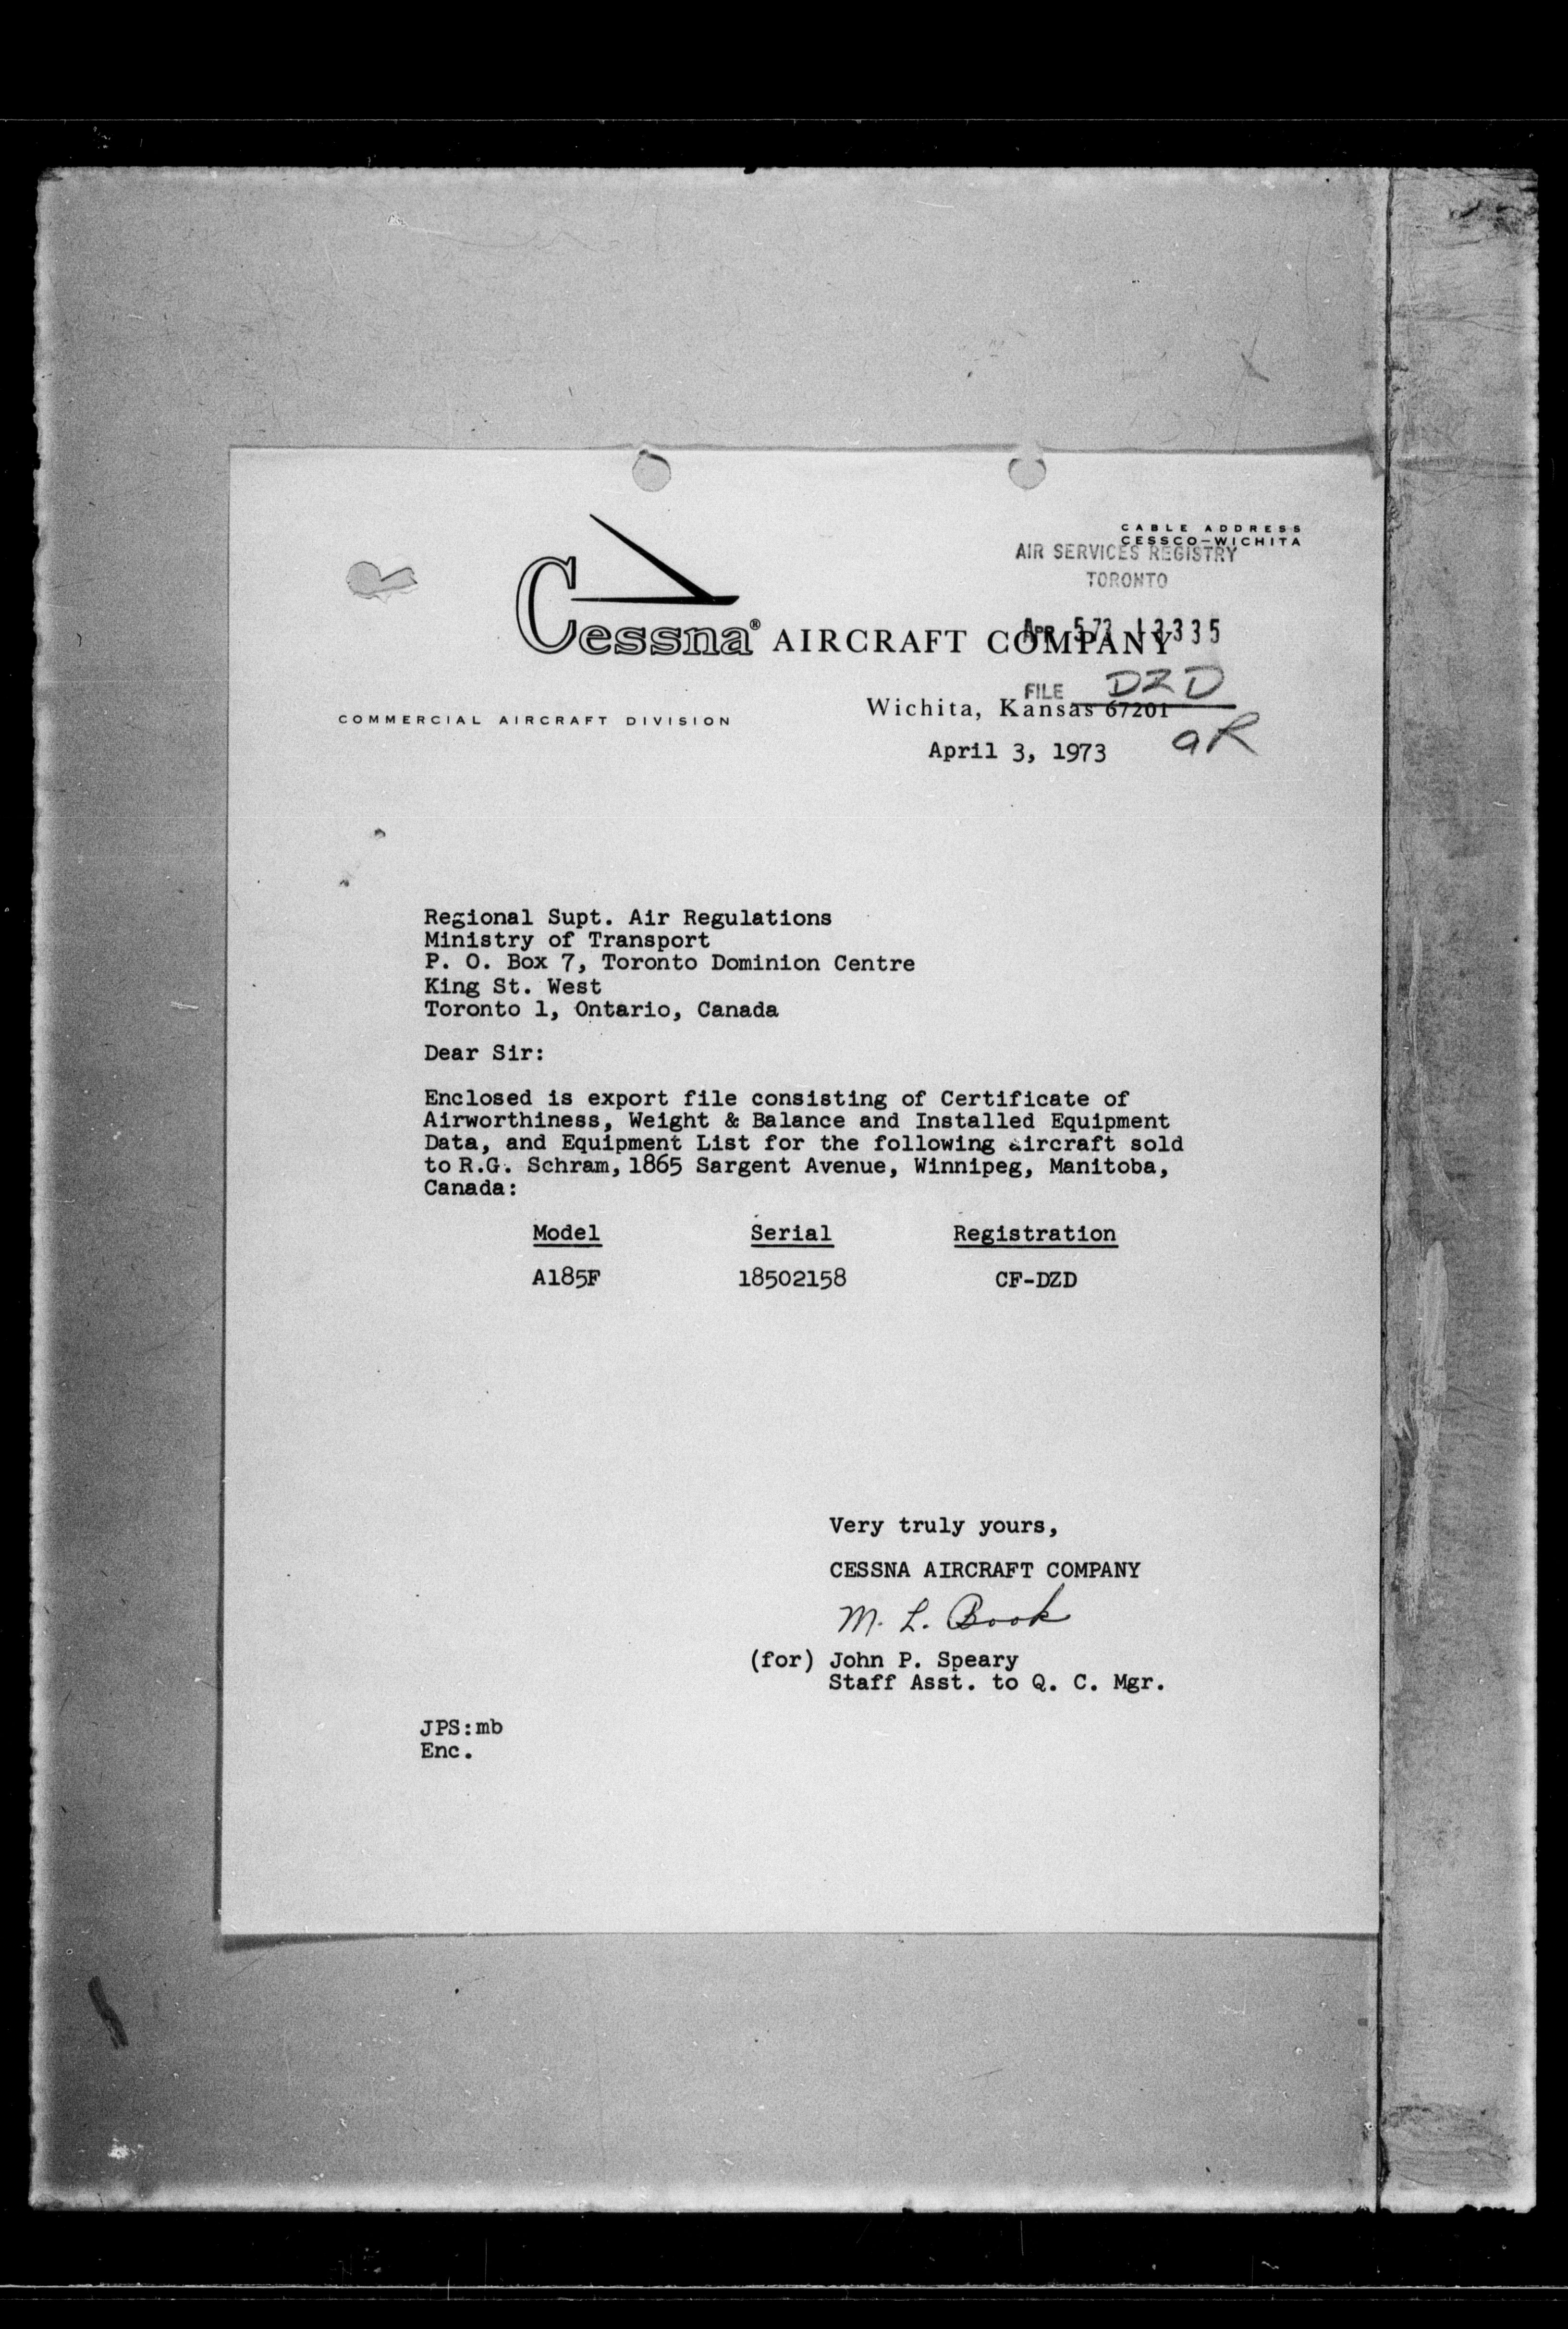 CABLE ADDRESS
CESSCO-WICHITA
AIR SERVICES REGISTRY
TORONTO
Cessna® AIRCRAFT COMPANY
APR 5 73 13335
FILE DZD
Wichita, Kansas 67201
COMMERCIAL AIRCRAFT DIVISION
aR
April 3, 1973
Regional Supt. Air Regulations
Ministry of Transport
P. O. Box 7, Toronto Dominion Centre
King St. West
Toronto 1, Ontario, Canada
Dear Sir:
Enclosed is export file consisting of Certificate of
Airworthiness, Weight & Balance and Installed Equipment
Data, and Equipment List for the following aircraft sold
to R.G. Schram, 1865 Sargent Avenue, Winnipeg, Manitoba,
Canada:
Model Serial Registration
A185F 18502158 CF-DZD
Very truly yours,
CESSNA AIRCRAFT COMPANY
M. L. Book
(for) John P. Speary
Staff Asst. to Q. C. Mgr.
JPS:mb
Enc.